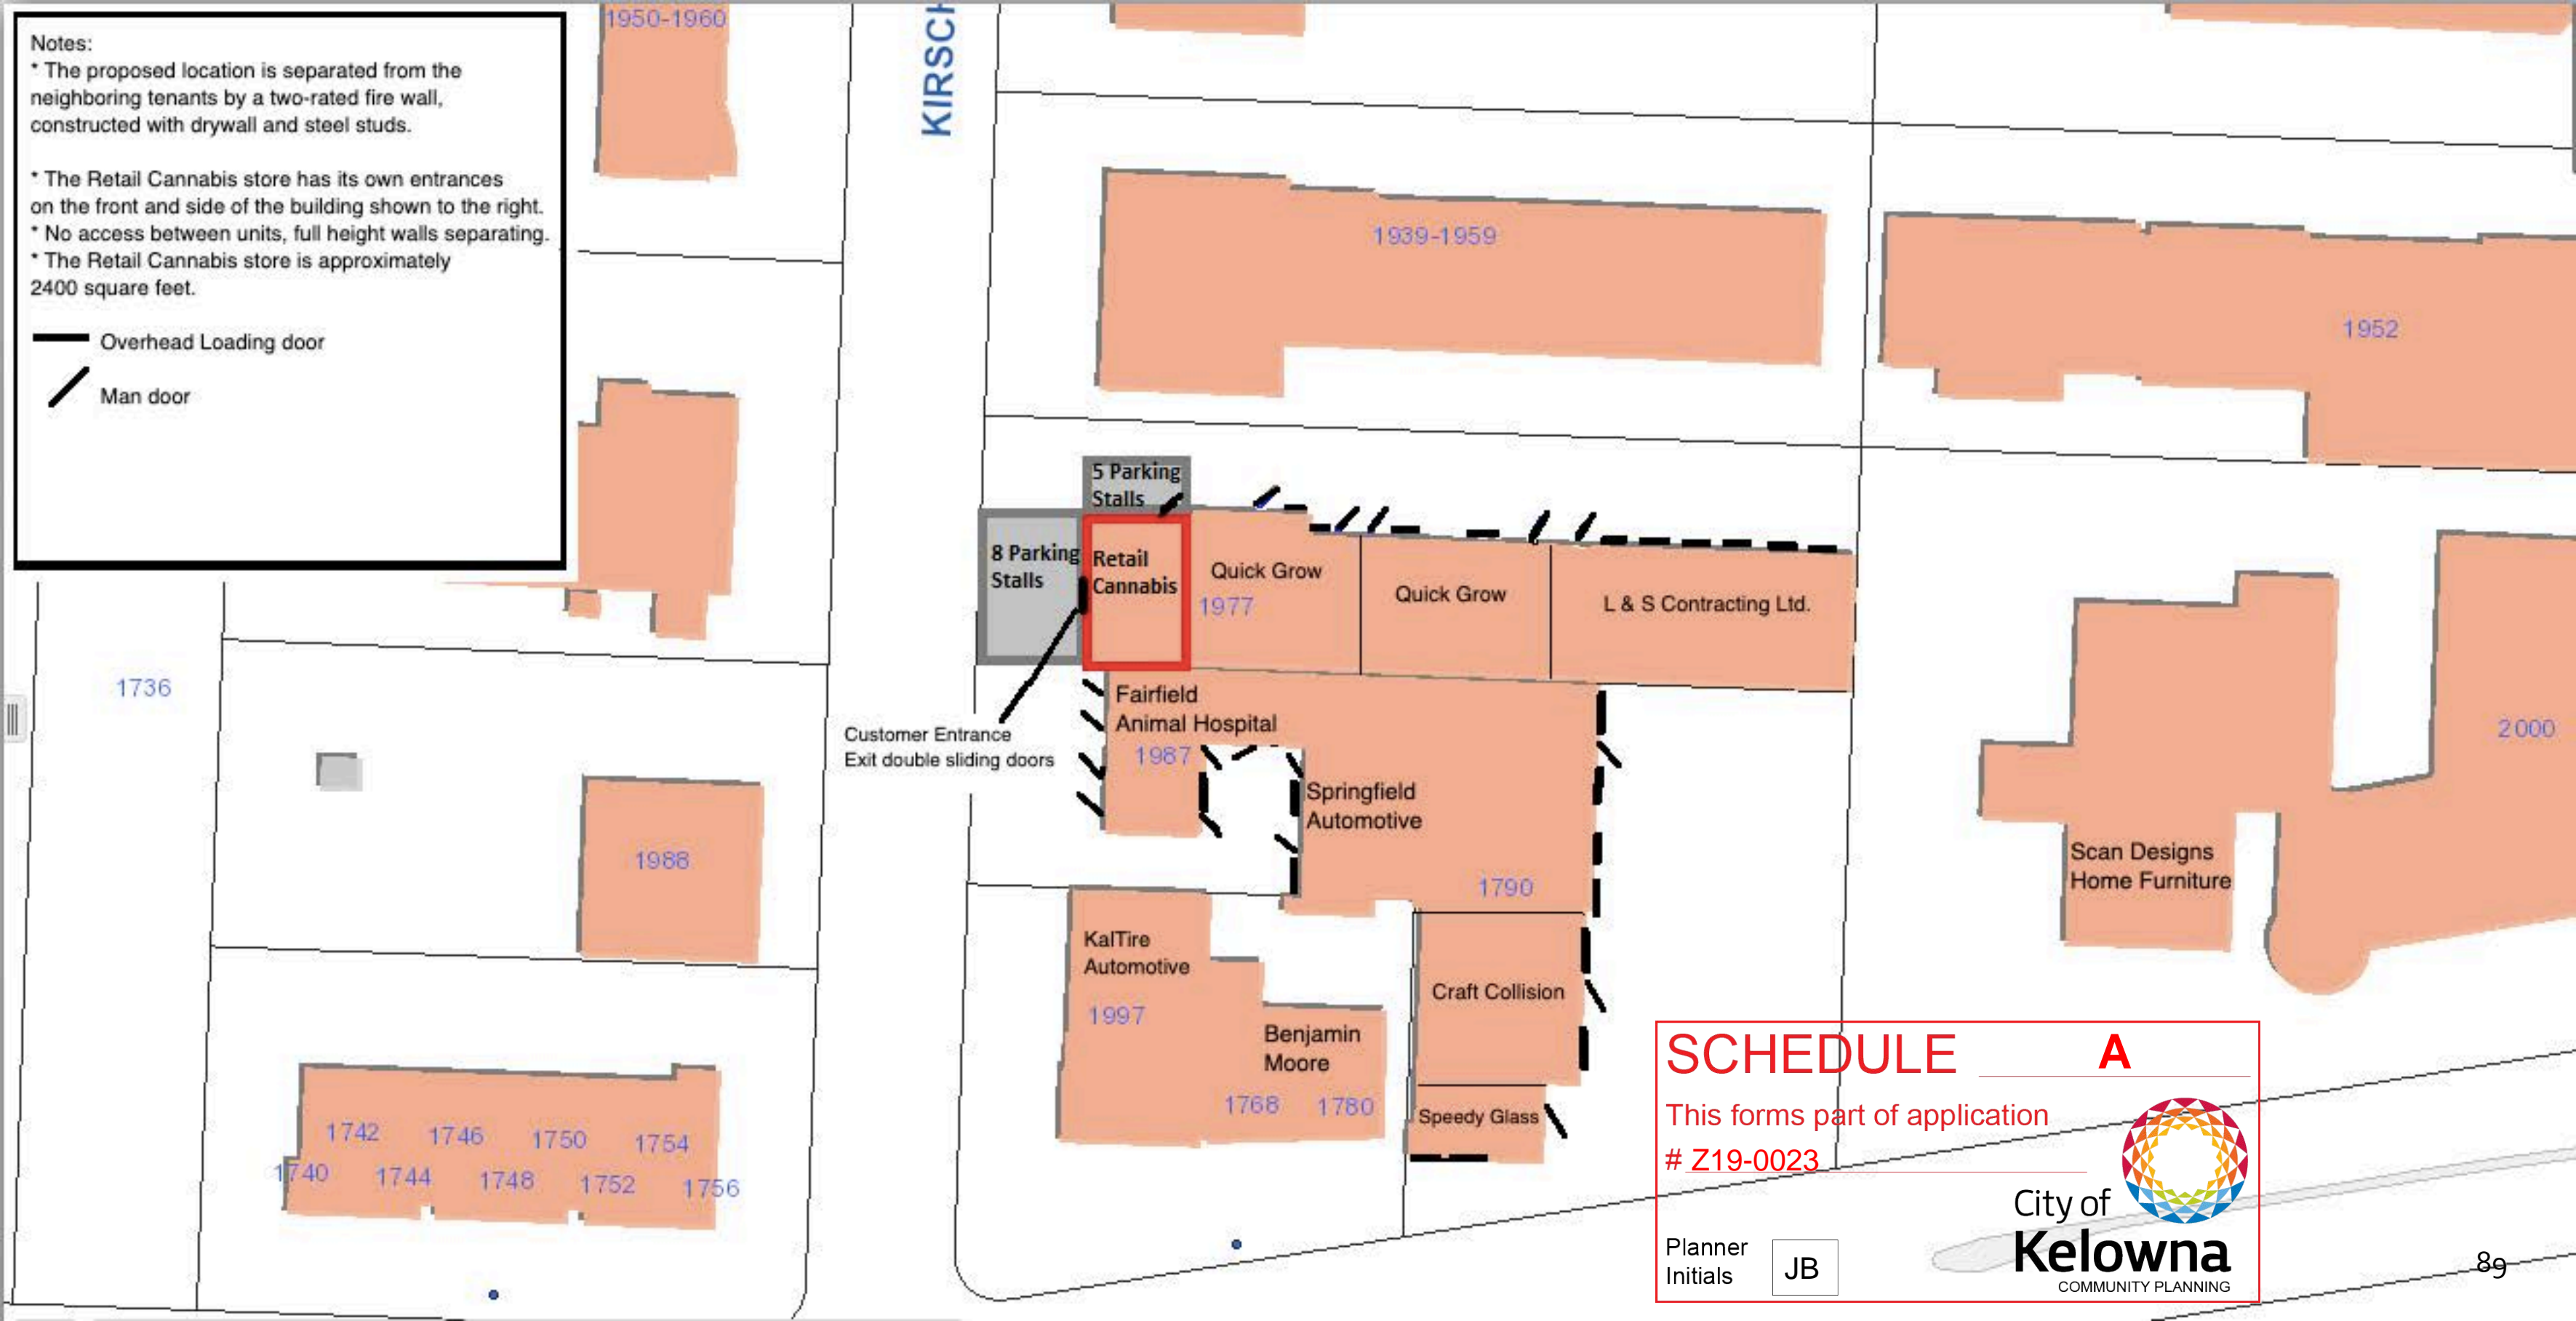 Notes:
* The proposed location is separated from the
neighboring tenants by a two-rated fire wall,
constructed with drywall and steel studs.
* The Retail Cannabis store has its own entrances
on the front and side of the building shown to the right.
* No access between units, full height walls separating.
* The Retail Cannabis store is approximately
2400 square feet.
Overhead Loading door
Man door
1950-1960
1939-1959
1952
5 Parking
Stalls
8 Parking
Stalls
Retail
Cannabis
Quick Grow
1977
Quick Grow
L & S Contracting Ltd.
1736
Customer Entrance
Exit double sliding doors
Fairfield
Animal Hospital
1987
Springfield
Automotive
1790
2000
1988
Scan Designs
Home Furniture
KalTire
Automotive
1997
Benjamin
Moore
1768
1780
Craft Collision
Speedy Glass
1742
1746
1750
1754
1740
1744
1748
1752
1756
SCHEDULE A
This forms part of application
# Z19-0023
City of
Kelowna
COMMUNITY PLANNING
Planner
Initials
JB
89